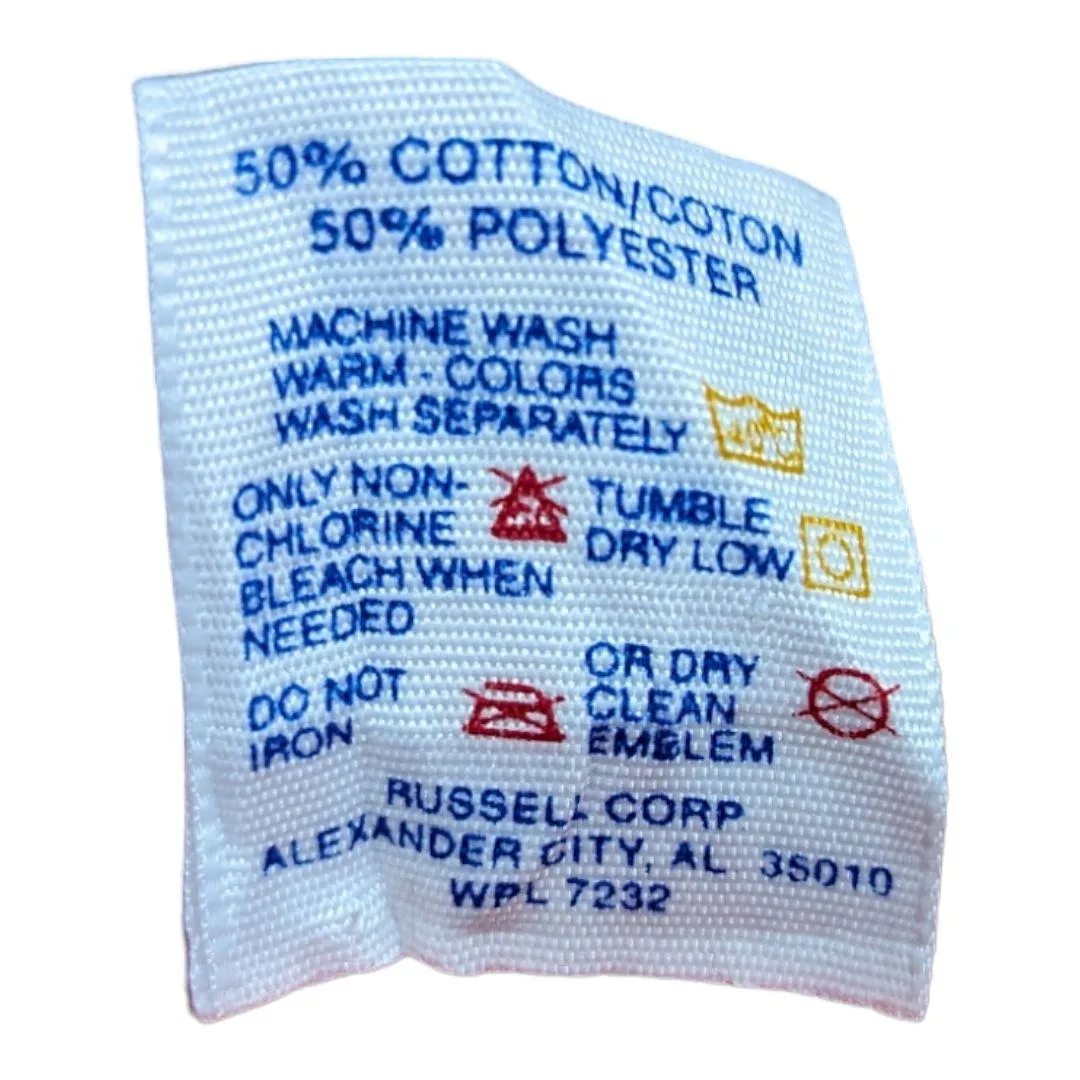 50% COTTON/COTON
50% POLYESTER
MACHINE WASH
WARM - COLORS
WASH SEPARATELY
ONLY NON-
CHLORINE
BLEACH WHEN
NEEDED
TUMBLE
DRY LOW
DO NOT
IRON
OR DRY
CLEAN
EMBLEM
RUSSELL CORP
ALEXANDER CITY, AL 35010
WPL 7232